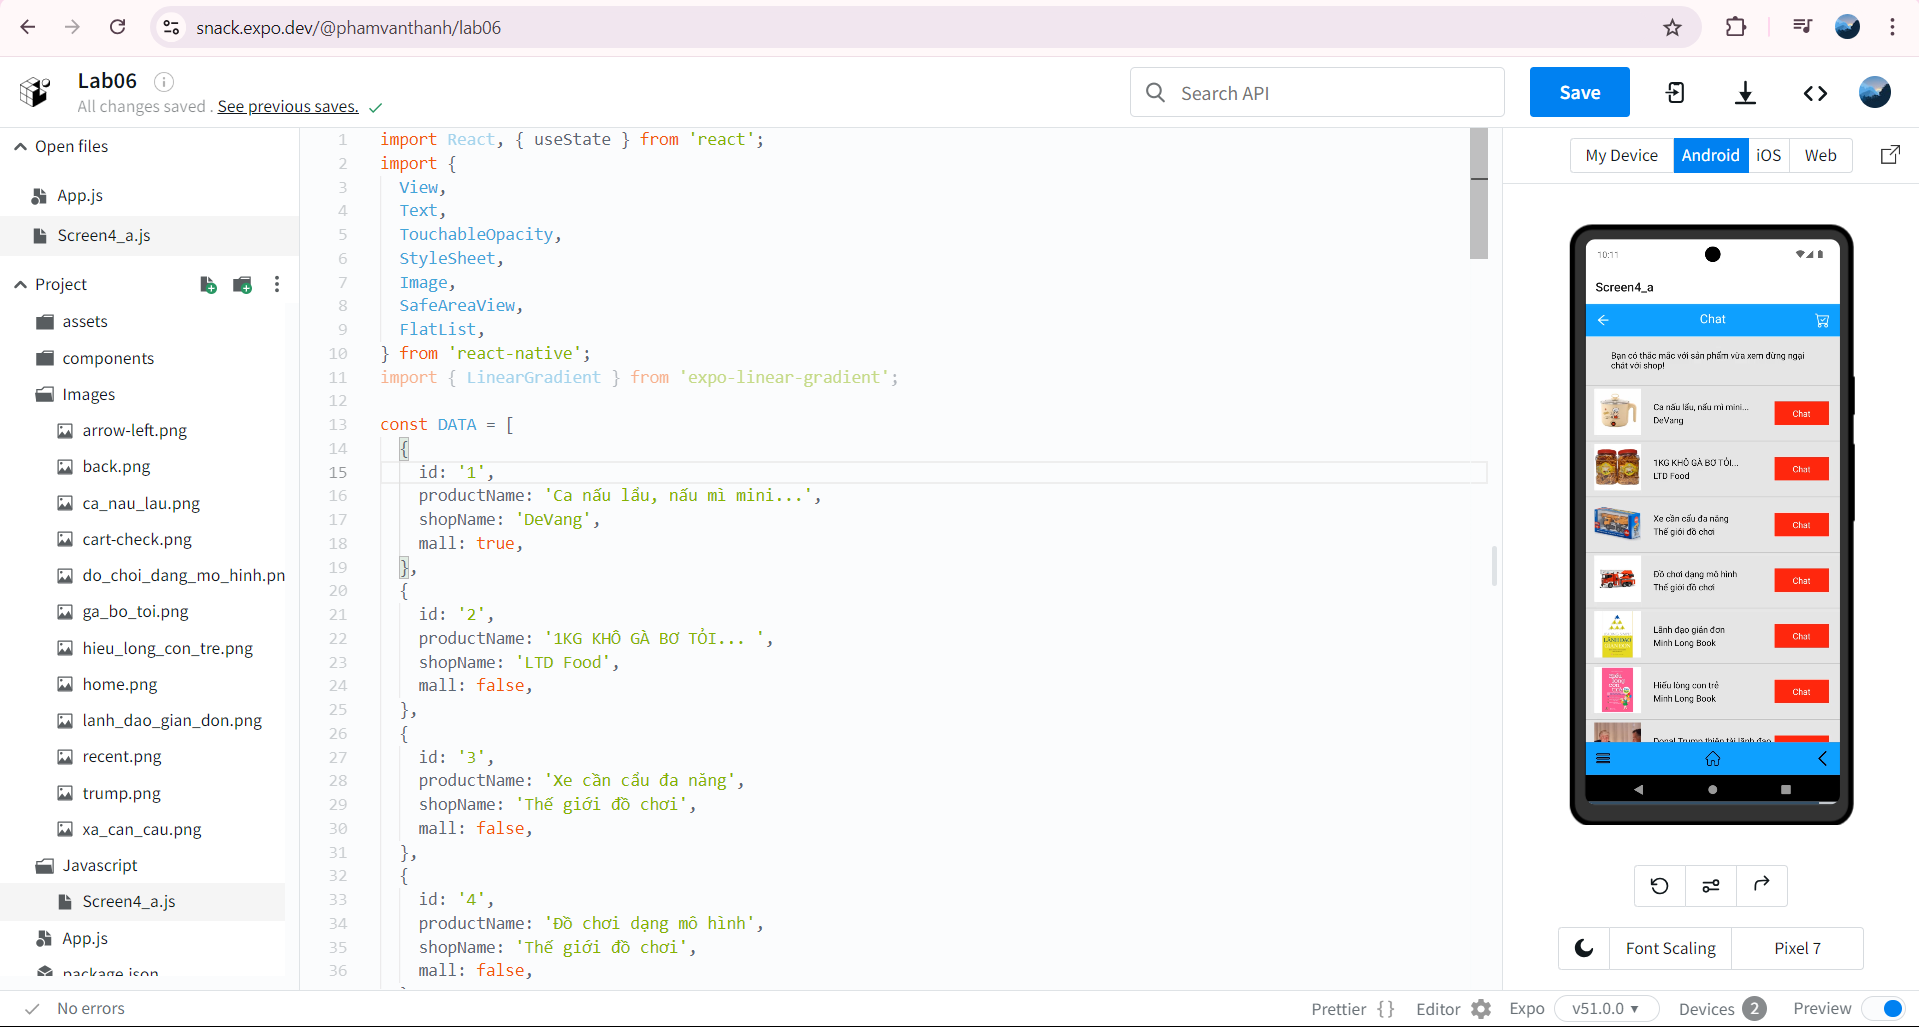 snack.expo.dev/@phamvanthanh/lab06
Lab06
All changes saved . See previous saves.
Search API
Save
Open files
App.js
Screen4_a.js
Project
assets
components
Images
arrow-left.png
back.png
ca_nau_lau.png
cart-check.png
do_choi_dang_mo_hinh.pn
ga_bo_toi.png
hieu_long_con_tre.png
home.png
lanh_dao_gian_don.png
recent.png
trump.png
xa_can_cau.png
Javascript
Screen4_a.js
App.js
package.json
1 import React, { useState } from 'react';
2 import {
3 View,
4 Text,
5 TouchableOpacity,
6 StyleSheet,
7 Image,
8 SafeAreaView,
9 FlatList,
10 } from 'react-native';
11 import { LinearGradient } from 'expo-linear-gradient';
12
13 const DATA = [
14 {
15 id: '1',
16 productName: 'Ca nấu lẩu, nấu mì mini...',
17 shopName: 'DeVang',
18 mall: true,
19 },
20 {
21 id: '2',
22 productName: '1KG KHÔ GÀ BƠ TỎI... ',
23 shopName: 'LTD Food',
24 mall: false,
25 },
26 {
27 id: '3',
28 productName: 'Xe cần cẩu đa năng',
29 shopName: 'Thế giới đồ chơi',
30 mall: false,
31 },
32 {
33 id: '4',
34 productName: 'Đồ chơi dạng mô hình',
35 shopName: 'Thế giới đồ chơi',
36 mall: false,
My Device Android iOS Web
10:11
Screen4_a
Chat
Bạn có thắc mắc với sản phẩm vừa xem đừng ngại
chát với shop!
Ca nấu lẩu, nấu mì mini...
DeVang
Chat
1KG KHÔ GÀ BƠ TỎI...
LTD Food
Chat
Xe cần cẩu đa năng
Thế giới đồ chơi
Chat
Đồ chơi dạng mô hình
Thế giới đồ chơi
Chat
Lãnh đạo giản đơn
Minh Long Book
Chat
Hiểu lòng con trẻ
Minh Long Book
Chat
Donal Trump thiên tài lãnh đạo
Font Scaling
Pixel 7
No errors
Prettier {} Editor Expo v51.0.0 Devices 2 Preview